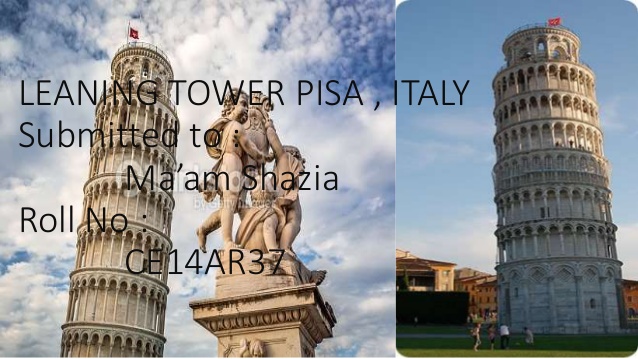 LEANING TOWER PISA , ITALY
Submitted to :
Ma’am Shazia
Roll No :
CE14AR37